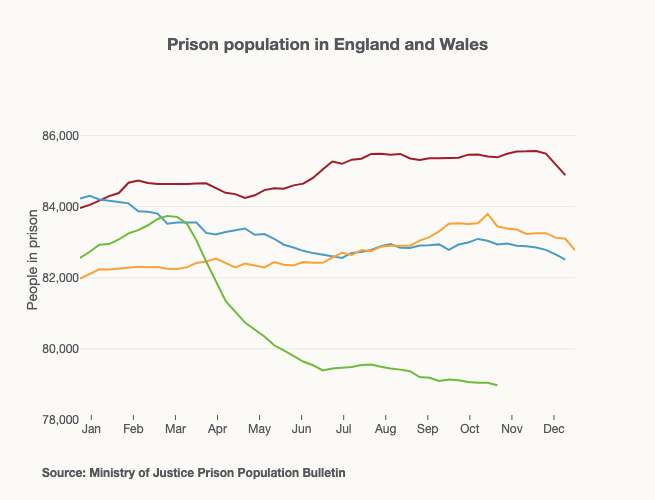 Prison population in England and Wales
People in prison
86,000
84,000
82,000
80,000
78,000
Jan Feb Mar Apr May Jun Jul Aug Sep Oct Nov Dec
Source: Ministry of Justice Prison Population Bulletin